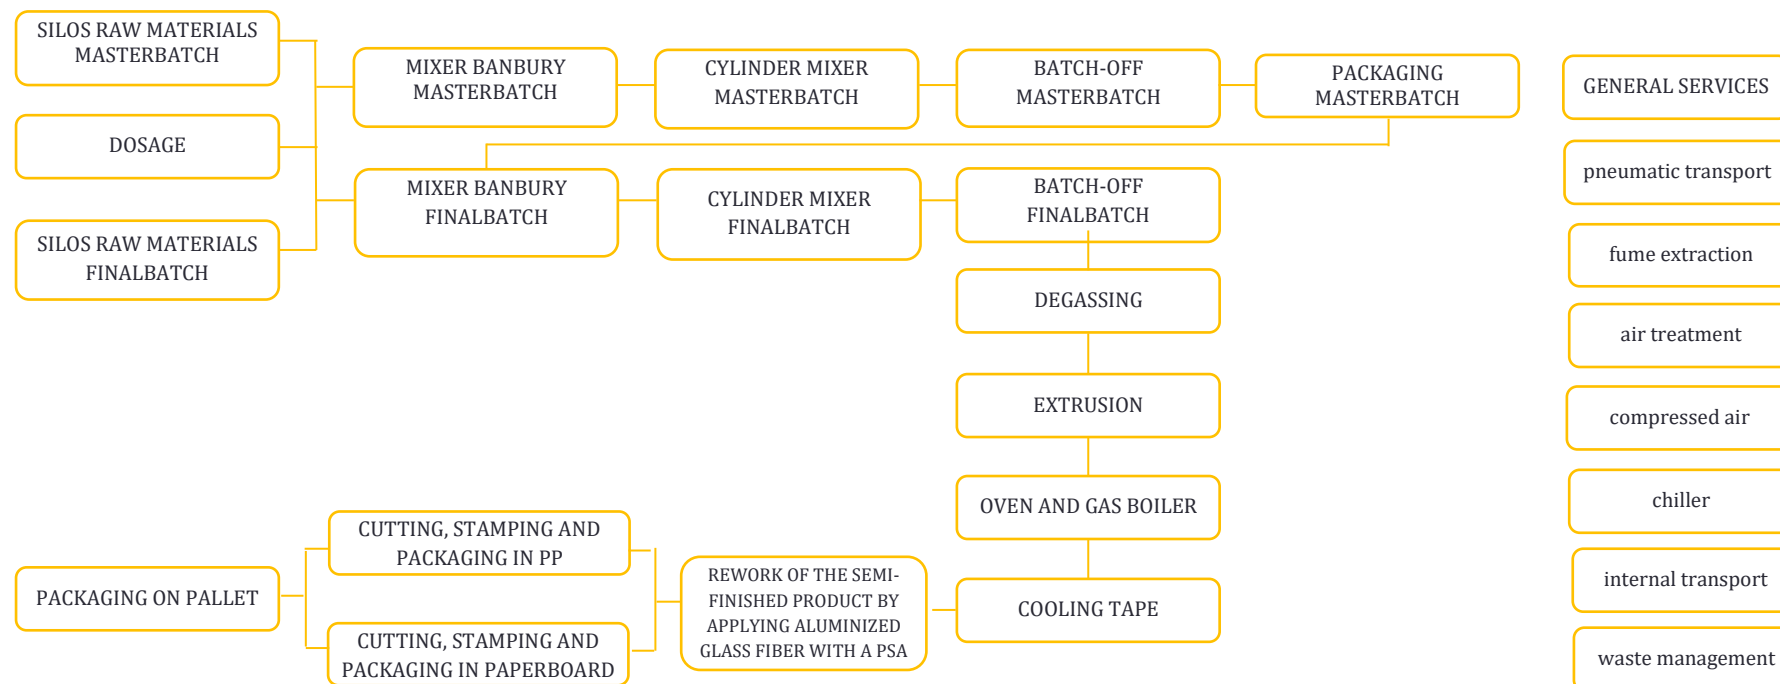 SILOS RAW MATERIALS
MASTERBATCH
DOSAGE
SILOS RAW MATERIALS
FINALBATCH
MIXER BANBURY
MASTERBATCH
CYLINDER MIXER
MASTERBATCH
BATCH-OFF
MASTERBATCH
PACKAGING
MASTERBATCH
MIXER BANBURY
FINALBATCH
CYLINDER MIXER
FINALBATCH
BATCH-OFF
FINALBATCH
DEGASSING
EXTRUSION
OVEN AND GAS BOILER
COOLING TAPE
REWORK OF THE SEMI-
FINISHED PRODUCT BY
APPLYING ALUMINIZED
GLASS FIBER WITH A PSA
CUTTING, STAMPING AND
PACKAGING IN PP
CUTTING, STAMPING AND
PACKAGING IN PAPERBOARD
PACKAGING ON PALLET
GENERAL SERVICES
pneumatic transport
fume extraction
air treatment
compressed air
chiller
internal transport
waste management